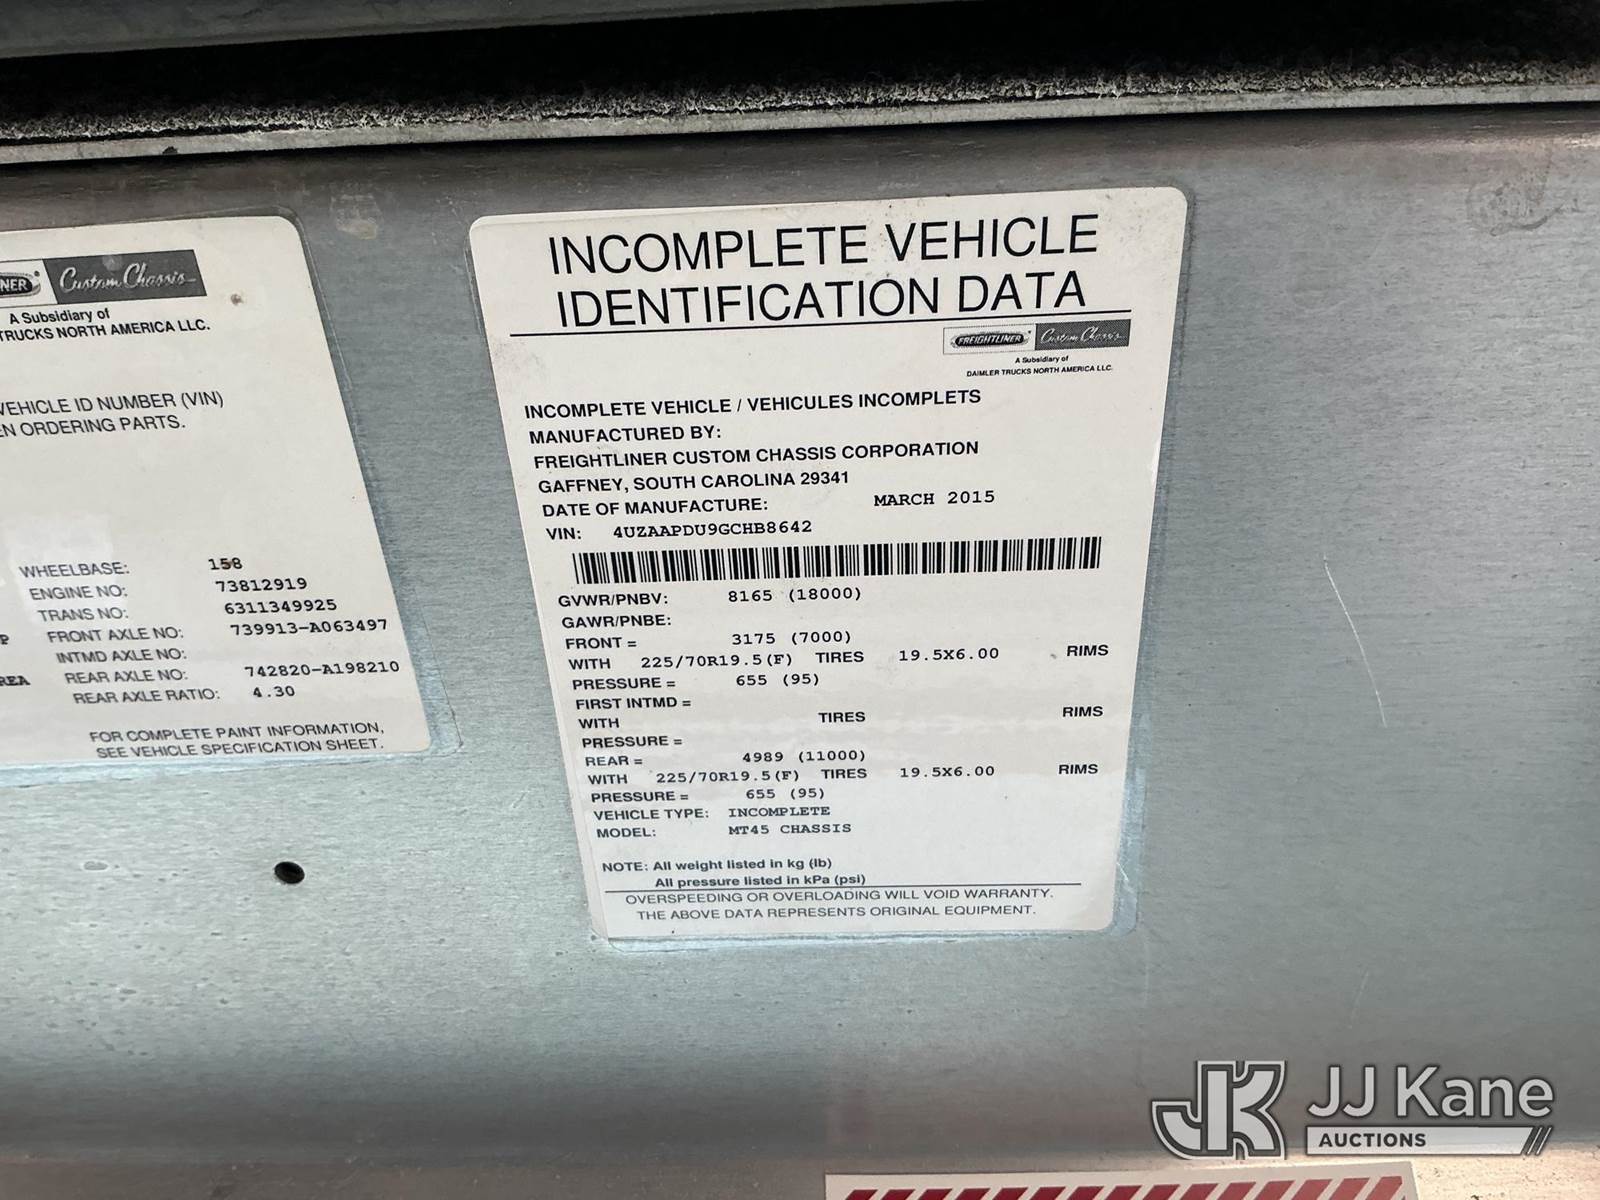 NER Custom Chassis
A Subsidiary of
TRUCKS NORTH AMERICA LLC.
VEHICLE ID NUMBER (VIN)
EN ORDERING PARTS.
WHEELBASE: 158
ENGINE NO: 73812919
TRANS NO: 6311349925
P FRONT AXLE NO: 739913-A063497
INTMD AXLE NO:
REA REAR AXLE NO: 742820-A198210
REAR AXLE RATIO: 4.30
FOR COMPLETE PAINT INFORMATION,
SEE VEHICLE SPECIFICATION SHEET.
INCOMPLETE VEHICLE
IDENTIFICATION DATA
FREIGHTLINER Custom Chassis
A Subsidiary of
DAIMLER TRUCKS NORTH AMERICA LLC.
INCOMPLETE VEHICLE / VEHICULES INCOMPLETS
MANUFACTURED BY:
FREIGHTLINER CUSTOM CHASSIS CORPORATION
GAFFNEY, SOUTH CAROLINA 29341
DATE OF MANUFACTURE: MARCH 2015
VIN: 4UZAAPDU9GCHB8642
GVWR/PNBV: 8165 (18000)
GAWR/PNBE:
FRONT = 3175 (7000)
WITH 225/70R19.5(F) TIRES 19.5X6.00 RIMS
PRESSURE = 655 (95)
FIRST INTMD =
WITH TIRES RIMS
PRESSURE =
REAR = 4989 (11000)
WITH 225/70R19.5(F) TIRES 19.5X6.00 RIMS
PRESSURE = 655 (95)
VEHICLE TYPE: INCOMPLETE
MODEL: MT45 CHASSIS
NOTE: All weight listed in kg (lb)
All pressure listed in kPa (psi)
OVERSPEEDING OR OVERLOADING WILL VOID WARRANTY.
THE ABOVE DATA REPRESENTS ORIGINAL EQUIPMENT.
JK JJ Kane
AUCTIONS